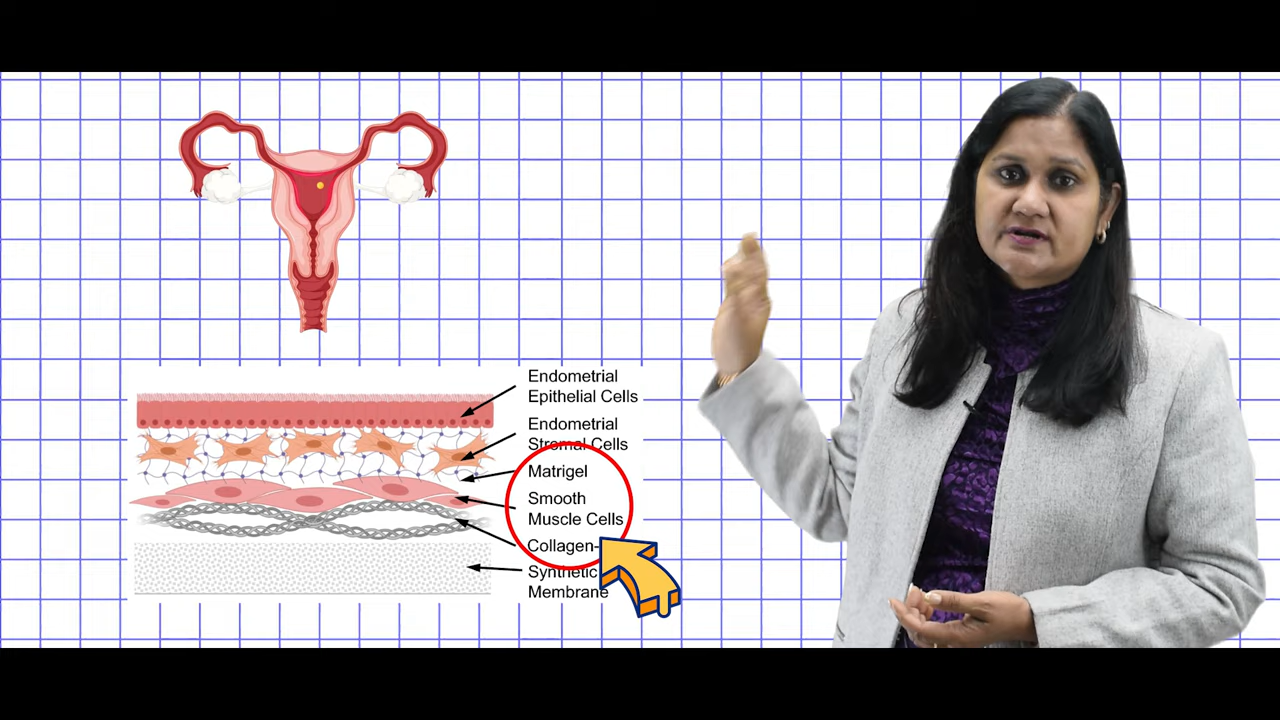 Endometrial
Epithelial Cells
Endometrial
Stromal Cells
Matrigel
Smooth
Muscle Cells
Collagen-
Synthetic
Membrane